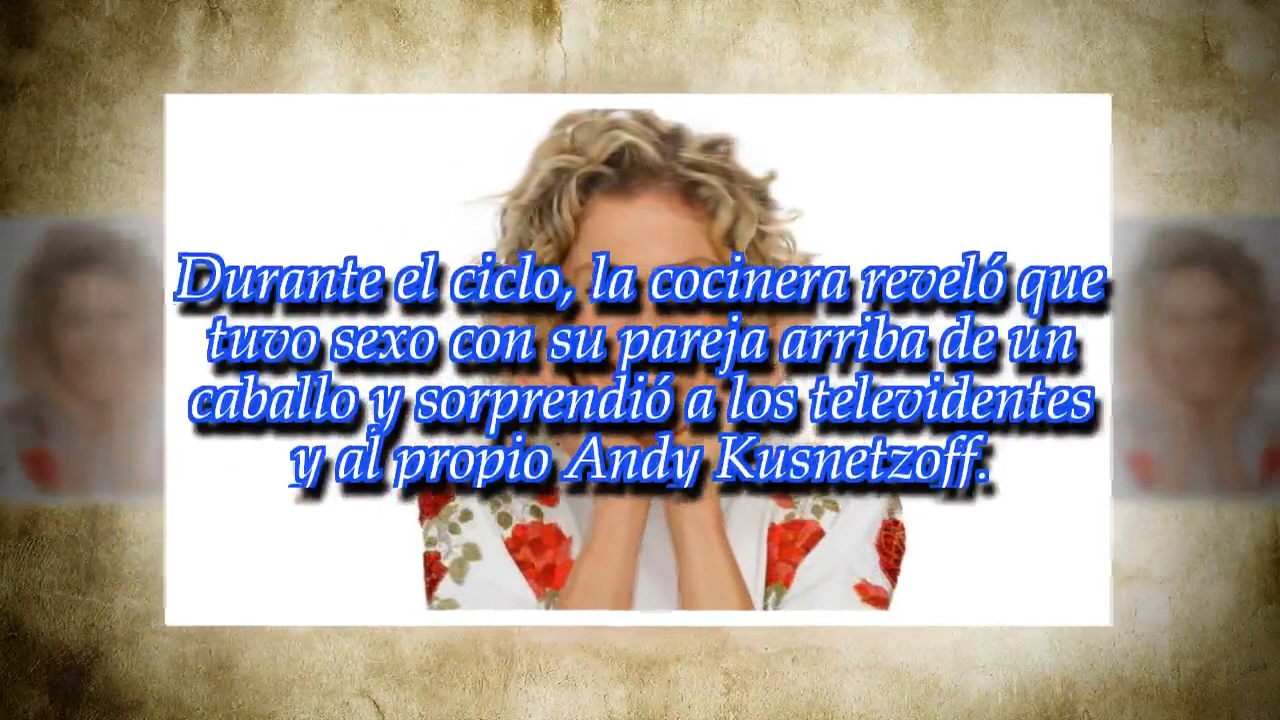 Durante el ciclo, la cocinera reveló que
tuvo sexo con su pareja arriba de un
caballo y sorprendió a los televidentes
y al propio Andy Kusnetzoff.